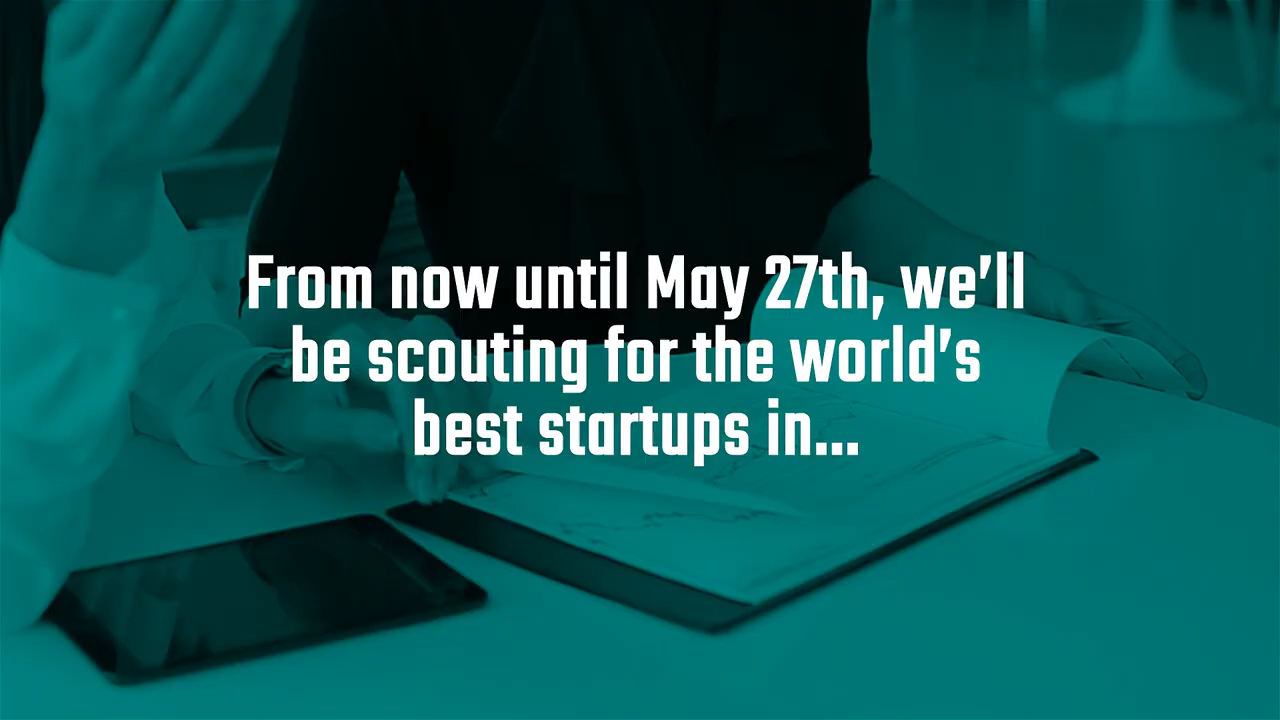 From now until May 27th, we’ll
be scouting for the world’s
best startups in...